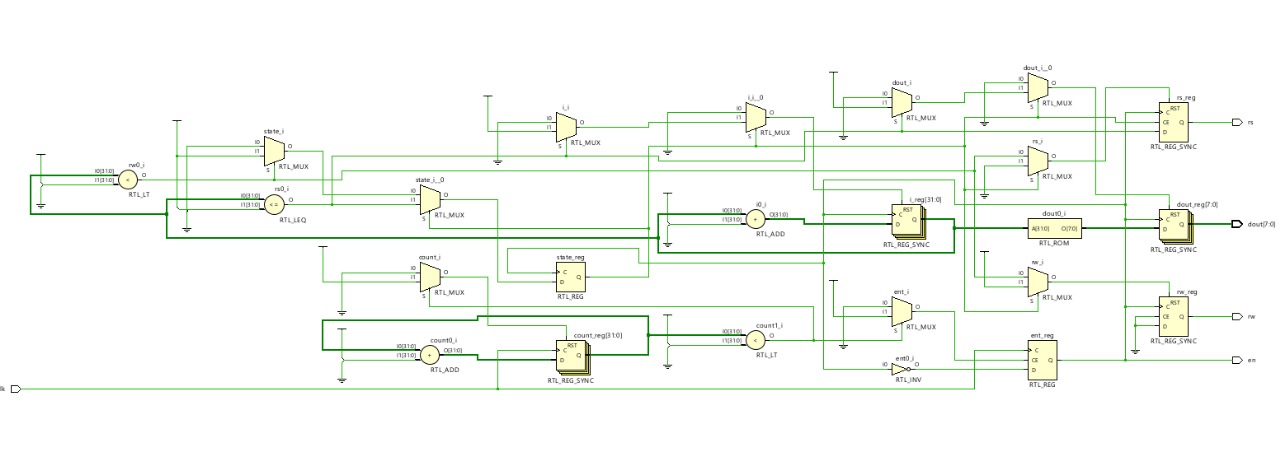 dout_i__0
I0
I1
O
S
RTL_MUX
dout_i
I0
I1
O
S
RTL_MUX
rs_reg
RST
C
CE
D
Q
RTL_REG_SYNC
rs
i_i__0
I0
I1
O
S
RTL_MUX
i_i
I0
I1
O
S
RTL_MUX
state_i
I0
I1
O
S
RTL_MUX
rs_i
I0
I1
O
S
RTL_MUX
rw0_i
I0[31:0]
I1[31:0]
O
<
RTL_LT
state_i__0
I0
I1
O
S
RTL_MUX
rs0_i
I0[31:0]
I1[31:0]
O
<=
RTL_LEQ
i0_i
I0[31:0]
I1[31:0]
+
O[31:0]
RTL_ADD
i_reg[31:0]
RST
C
D
Q
RTL_REG_SYNC
dout0_i
A[31:0]
O[7:0]
RTL_ROM
dout_reg[7:0]
RST
C
CE
D
Q
RTL_REG_SYNC
dout[7:0]
count_i
I0
I1
O
S
RTL_MUX
state_reg
C
D
Q
RTL_REG
rw_i
I0
I1
O
S
RTL_MUX
rw_reg
RST
C
CE
D
Q
RTL_REG_SYNC
rw
ent_i
I0
I1
O
S
RTL_MUX
count0_i
I0[31:0]
I1[31:0]
+
O[31:0]
RTL_ADD
count_reg[31:0]
RST
C
D
Q
RTL_REG_SYNC
count1_i
I0[31:0]
I1[31:0]
O
<
RTL_LT
ent0_i
I0
O
RTL_INV
ent_reg
C
CE
D
Q
RTL_REG
en
lk